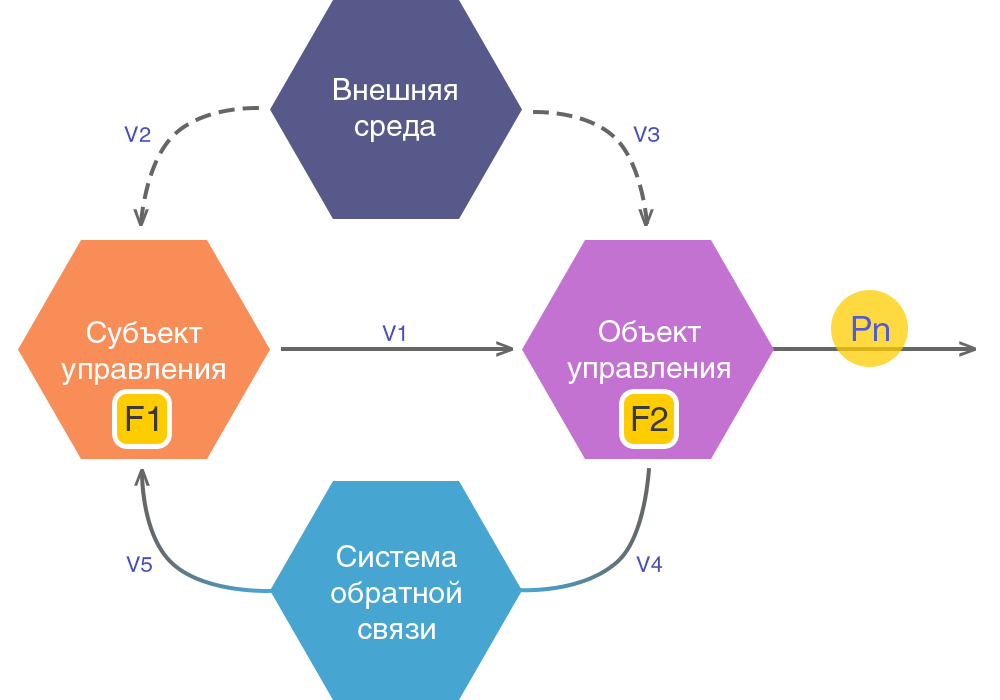 Внешняя
среда
V2
V3
Субъект
управления
F1
V1
Объект
управления
F2
Pn
V5
V4
Система
обратной
связи